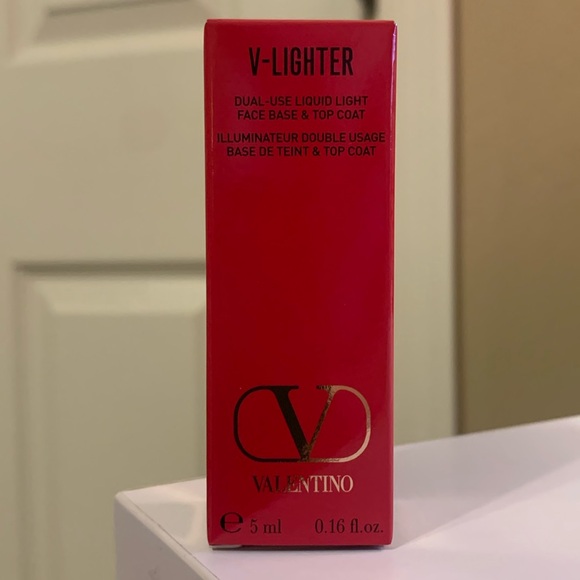 V-LIGHTER
DUAL-USE LIQUID LIGHT
FACE BASE & TOP COAT
ILLUMINATEUR DOUBLE USAGE
BASE DE TEINT & TOP COAT
V
VALENTINO
℮ 5 ml 0.16 fl.oz.